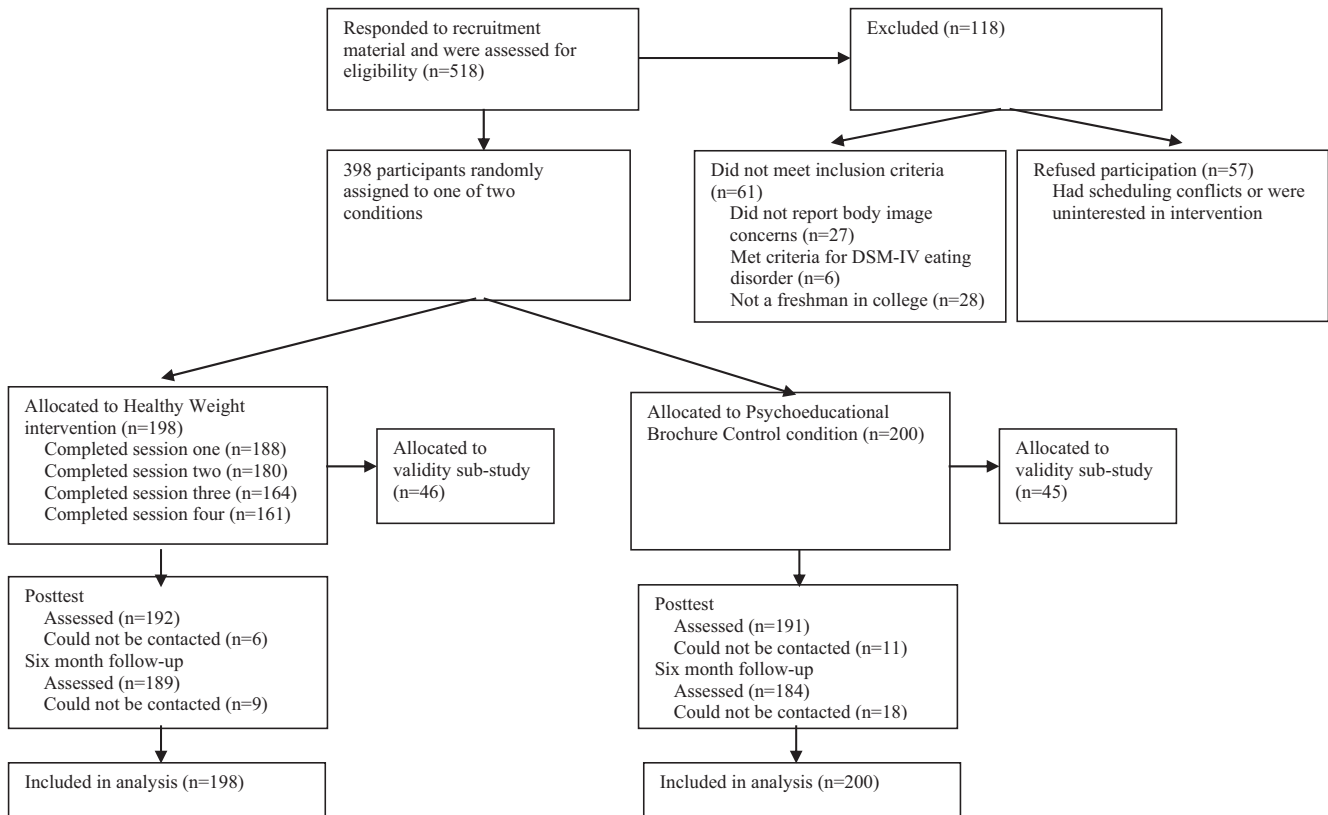 Responded to recruitment
material and were assessed for
eligibility (n=518)
Excluded (n=118)
398 participants randomly
assigned to one of two
conditions
Did not meet inclusion criteria
(n=61)
Did not report body image
concerns (n=27)
Met criteria for DSM-IV eating
disorder (n=6)
Not a freshman in college (n=28)
Refused participation (n=57)
Had scheduling conflicts or were
uninterested in intervention
Allocated to Healthy Weight
intervention (n=198)
Completed session one (n=188)
Completed session two (n=180)
Completed session three (n=164)
Completed session four (n=161)
Allocated to
validity sub-study
(n=46)
Allocated to Psychoeducational
Brochure Control condition (n=200)
Allocated to
validity sub-study
(n=45)
Posttest
Assessed (n=192)
Could not be contacted (n=6)
Six month follow-up
Assessed (n=189)
Could not be contacted (n=9)
Posttest
Assessed (n=191)
Could not be contacted (n=11)
Six month follow-up
Assessed (n=184)
Could not be contacted (n=18)
Included in analysis (n=198)
Included in analysis (n=200)